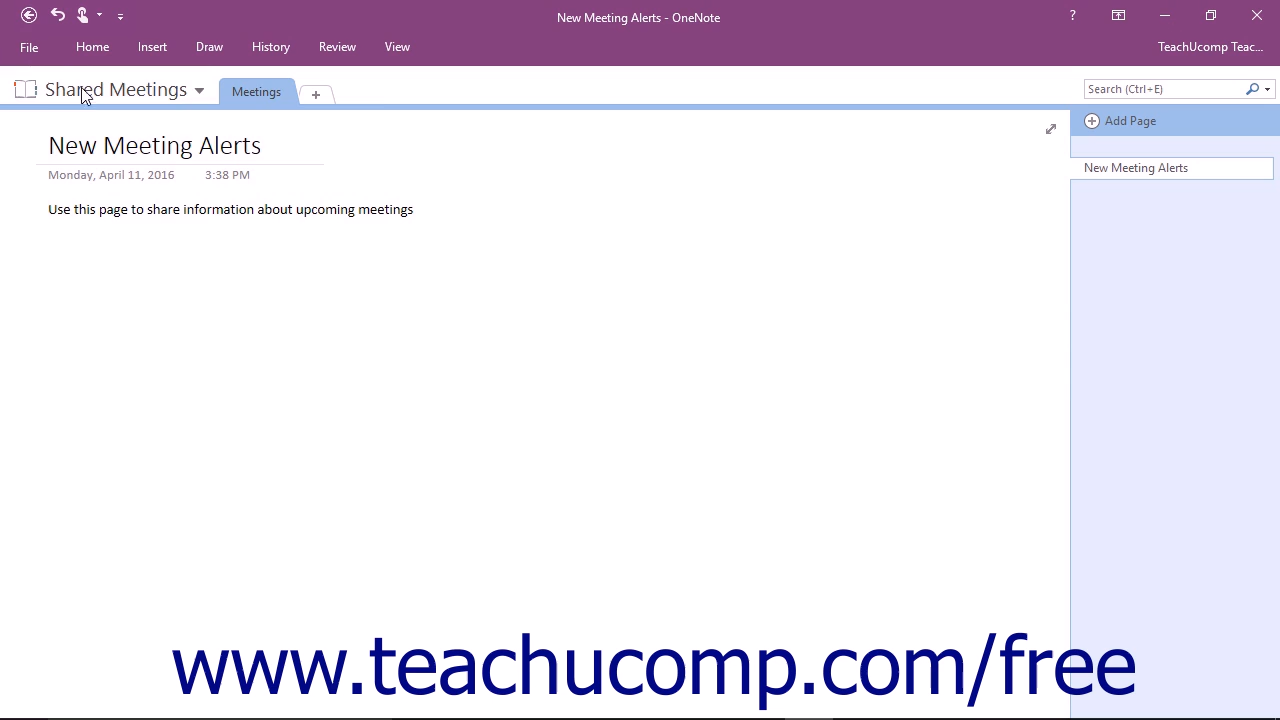 New Meeting Alerts - OneNote
?
File Home Insert Draw History Review View TeachUcomp Teac...
Shared Meetings Meetings + Search (Ctrl+E)
Add Page
New Meeting Alerts
Monday, April 11, 2016 3:38 PM
New Meeting Alerts
Use this page to share information about upcoming meetings
www.teachucomp.com/free